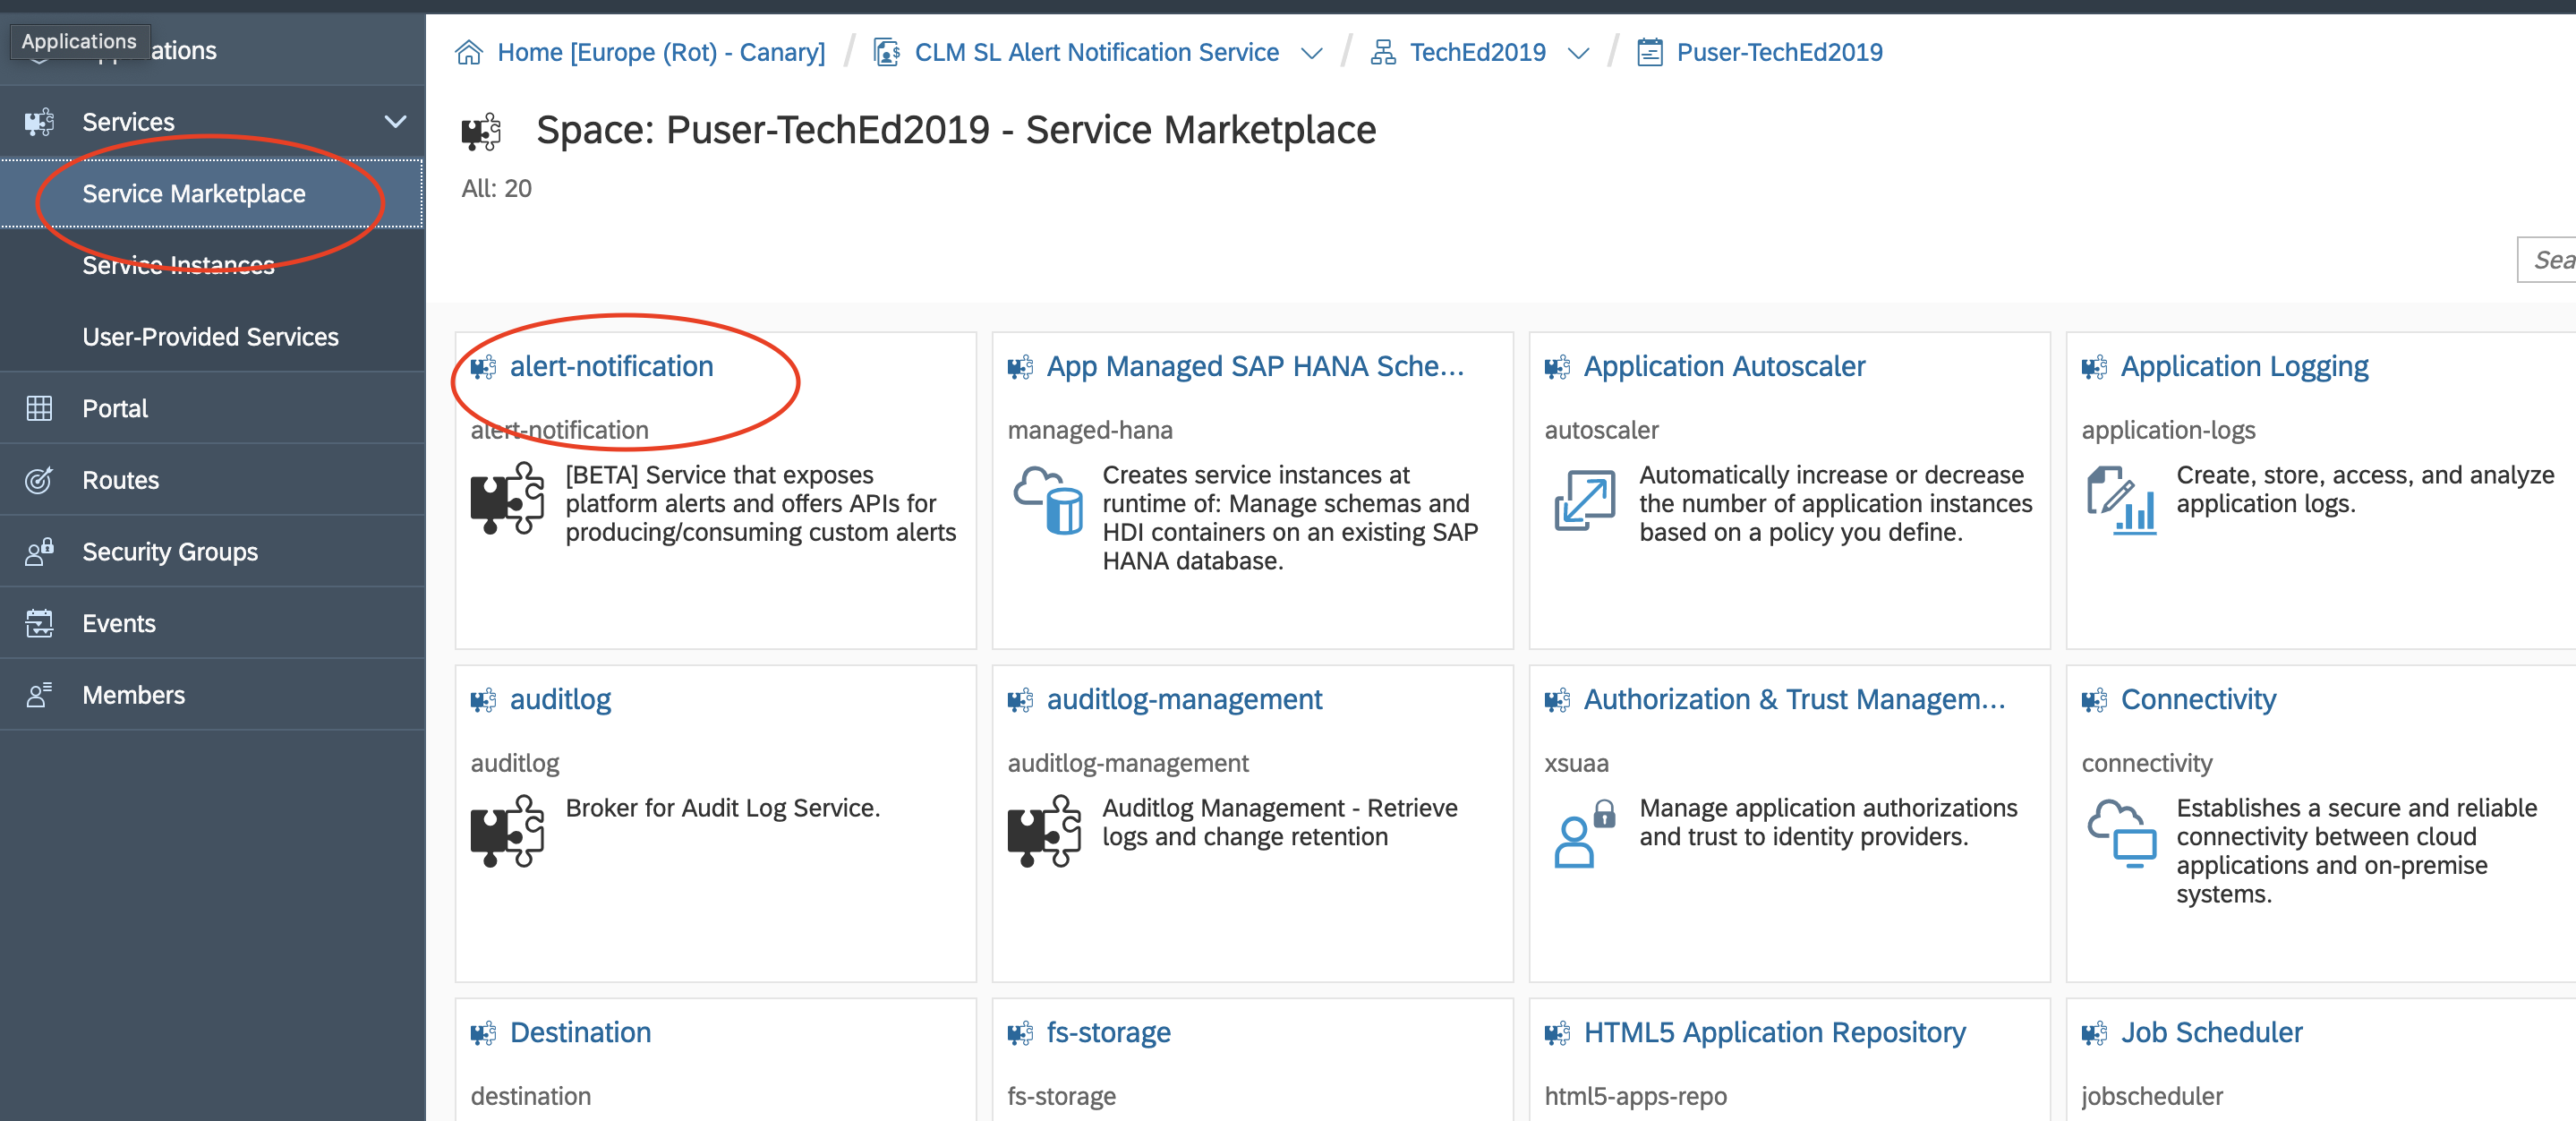 Applications
ations
Services
Service Marketplace
Service Instances
User-Provided Services
Portal
Routes
Security Groups
Events
Members
Home [Europe (Rot) - Canary] / CLM SL Alert Notification Service / TechEd2019 / Puser-TechEd2019
Space: Puser-TechEd2019 - Service Marketplace
All: 20
Sea
alert-notification
alert-notification
[BETA] Service that exposes
platform alerts and offers APIs for
producing/consuming custom alerts
App Managed SAP HANA Sche...
managed-hana
Creates service instances at
runtime of: Manage schemas and
HDI containers on an existing SAP
HANA database.
Application Autoscaler
autoscaler
Automatically increase or decrease
the number of application instances
based on a policy you define.
Application Logging
application-logs
Create, store, access, and analyze
application logs.
auditlog
auditlog
Broker for Audit Log Service.
auditlog-management
auditlog-management
Auditlog Management - Retrieve
logs and change retention
Authorization & Trust Managem...
xsuaa
Manage application authorizations
and trust to identity providers.
Connectivity
connectivity
Establishes a secure and reliable
connectivity between cloud
applications and on-premise
systems.
Destination
destination
fs-storage
fs-storage
HTML5 Application Repository
html5-apps-repo
Job Scheduler
jobscheduler